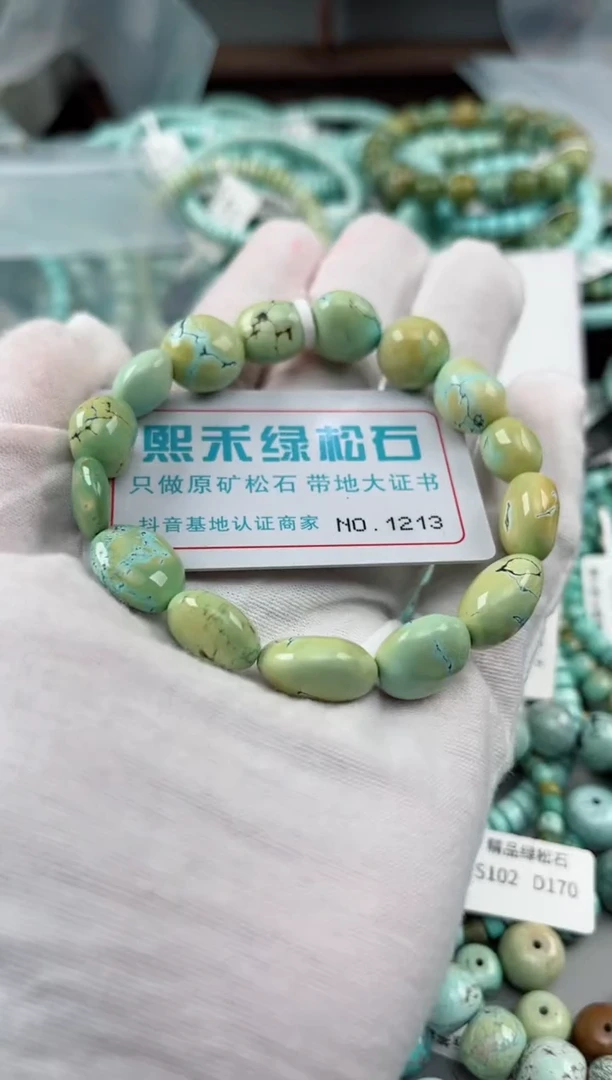 熙禾绿松石
只做原矿松石 带地大证书
抖音基地认证商家 NO.1213
精品绿松石
S102 D170